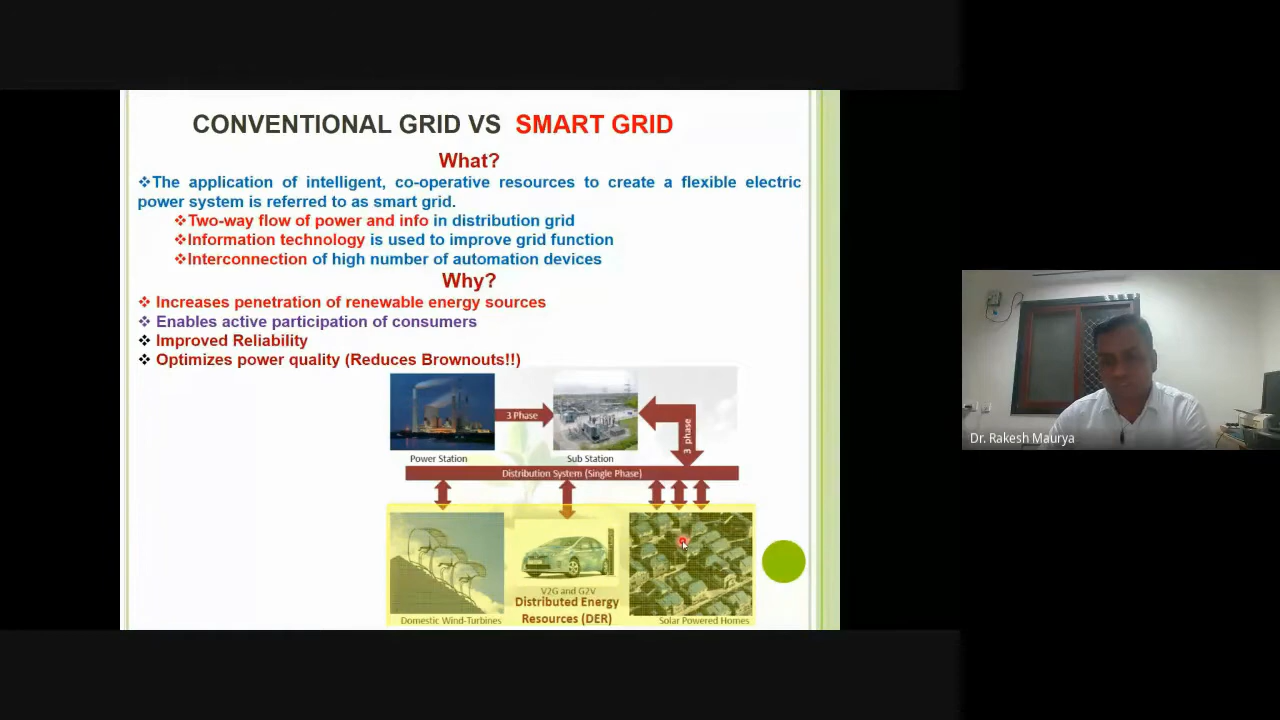 CONVENTIONAL GRID VS SMART GRID
What?
❖The application of intelligent, co-operative resources to create a flexible electric
power system is referred to as smart grid.
❖Two-way flow of power and info in distribution grid
❖Information technology is used to improve grid function
❖Interconnection of high number of automation devices
Why?
❖ Increases penetration of renewable energy sources
❖ Enables active participation of consumers
❖ Improved Reliability
❖ Optimizes power quality (Reduces Brownouts!!)
3 Phase
3 phase
Power Station
Sub Station
Distribution System (Single Phase)
V2G and G2V
Distributed Energy
Resources (DER)
Domestic Wind-Turbines
Solar Powered Homes
Dr. Rakesh Maurya